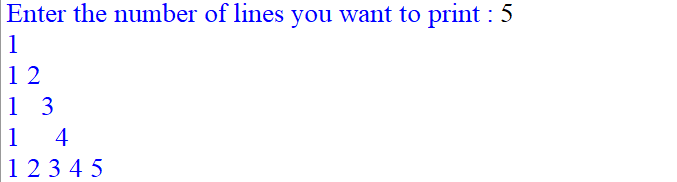 Enter the number of lines you want to print : 5
1
1 2
1   3
1     4
1 2 3 4 5